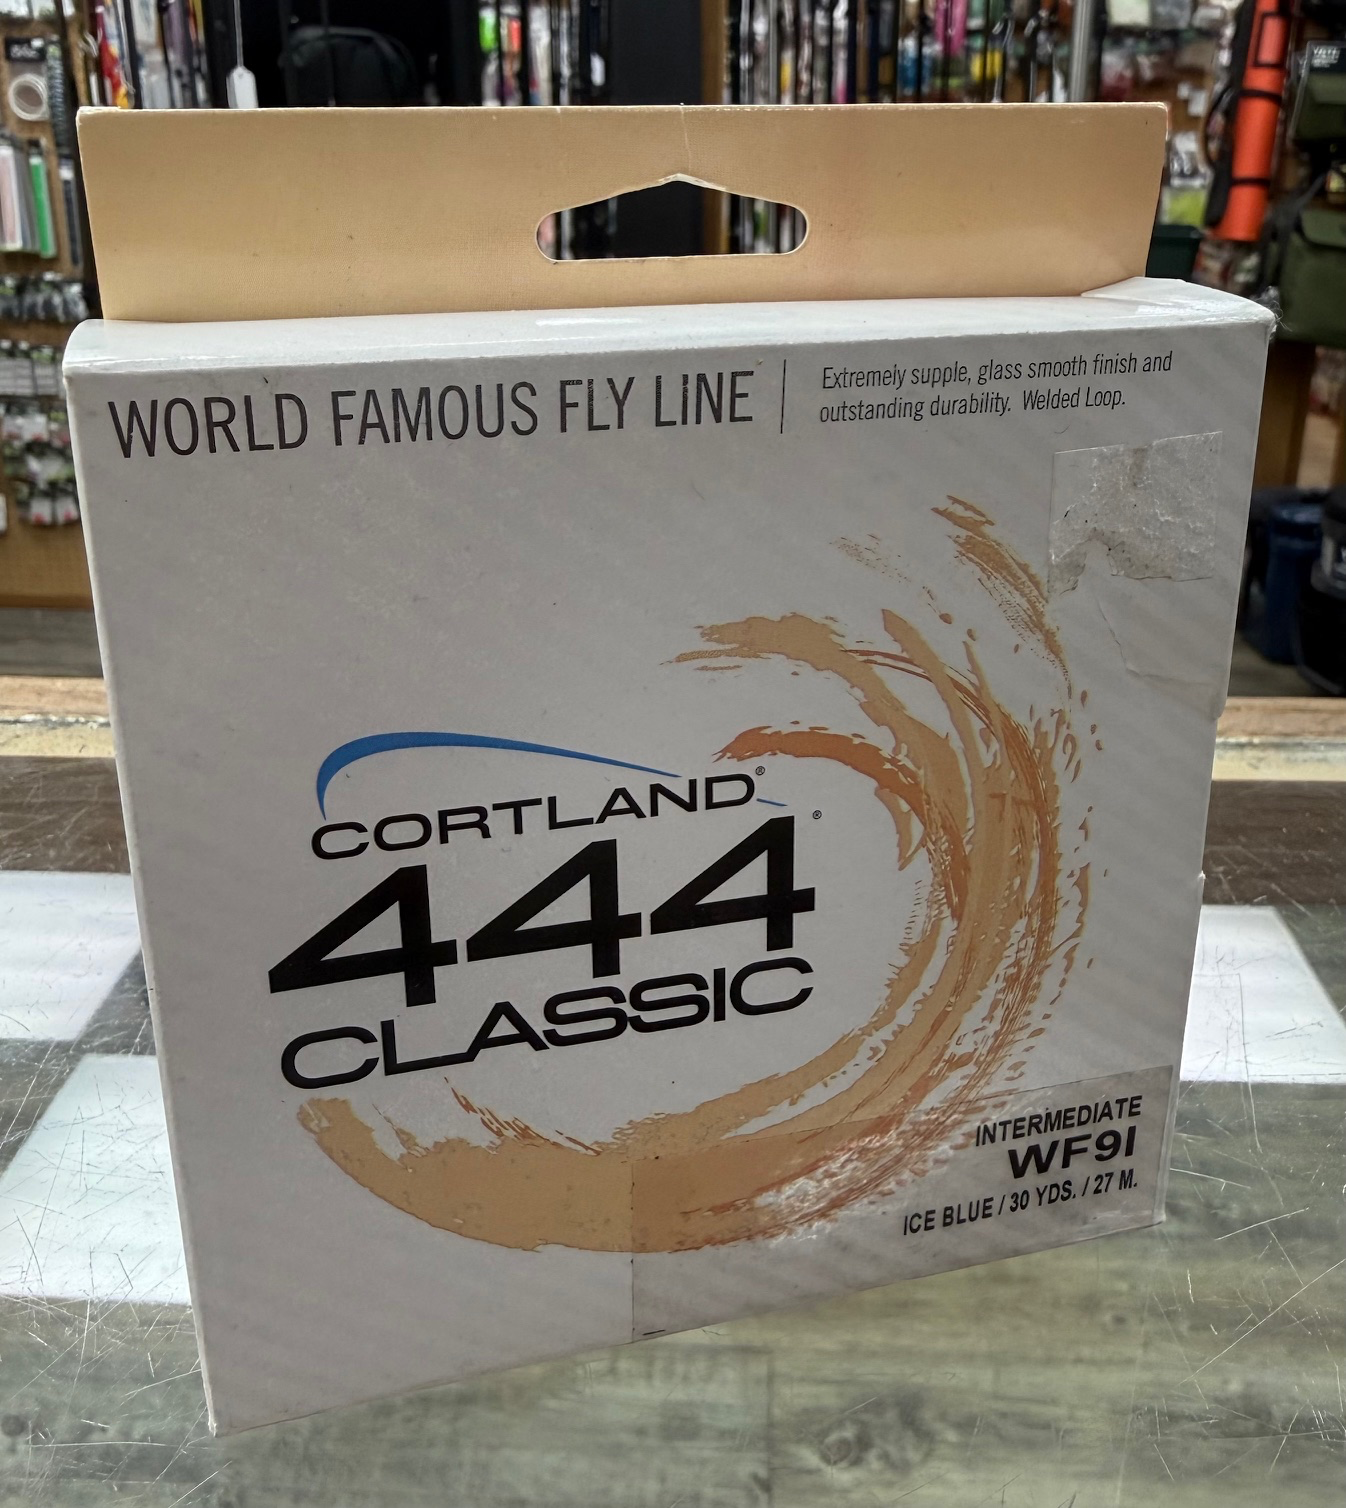 WORLD FAMOUS FLY LINE
Extremely supple, glass smooth finish and
outstanding durability. Welded Loop.
CORTLAND®
444®
CLASSIC
INTERMEDIATE
WF9I
ICE BLUE / 30 YDS. / 27 M.